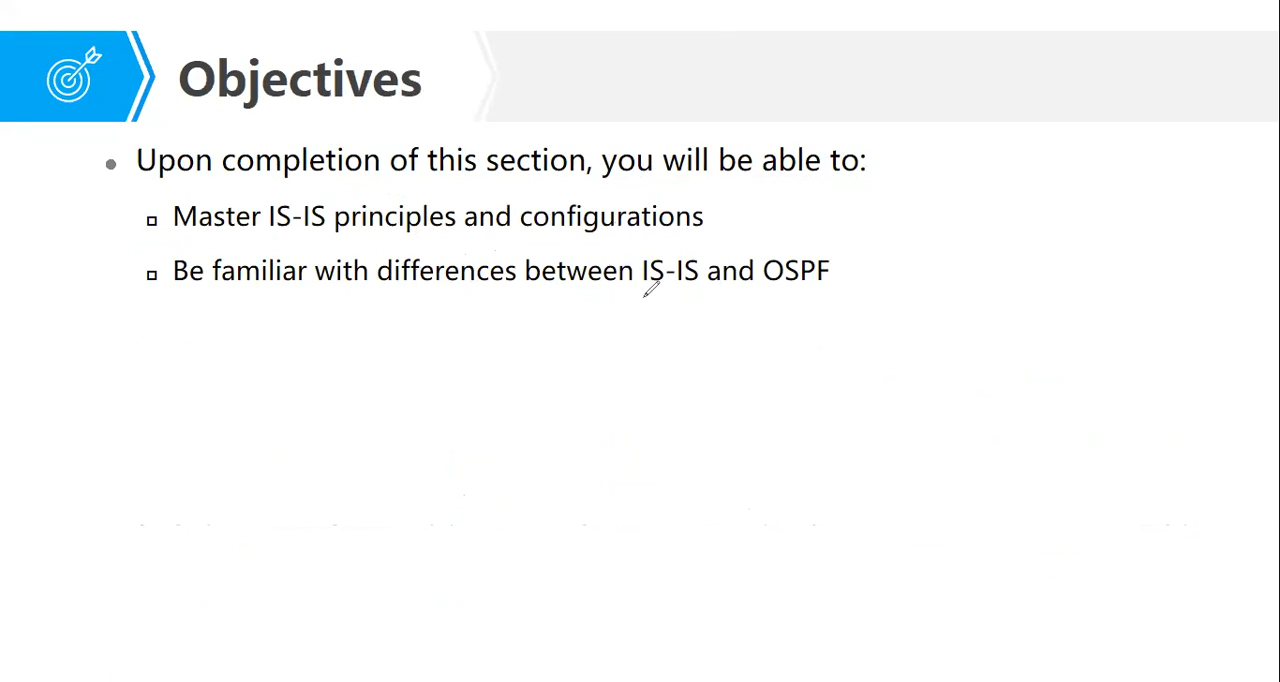 Objectives
Upon completion of this section, you will be able to:
Master IS-IS principles and configurations
Be familiar with differences between IS-IS and OSPF